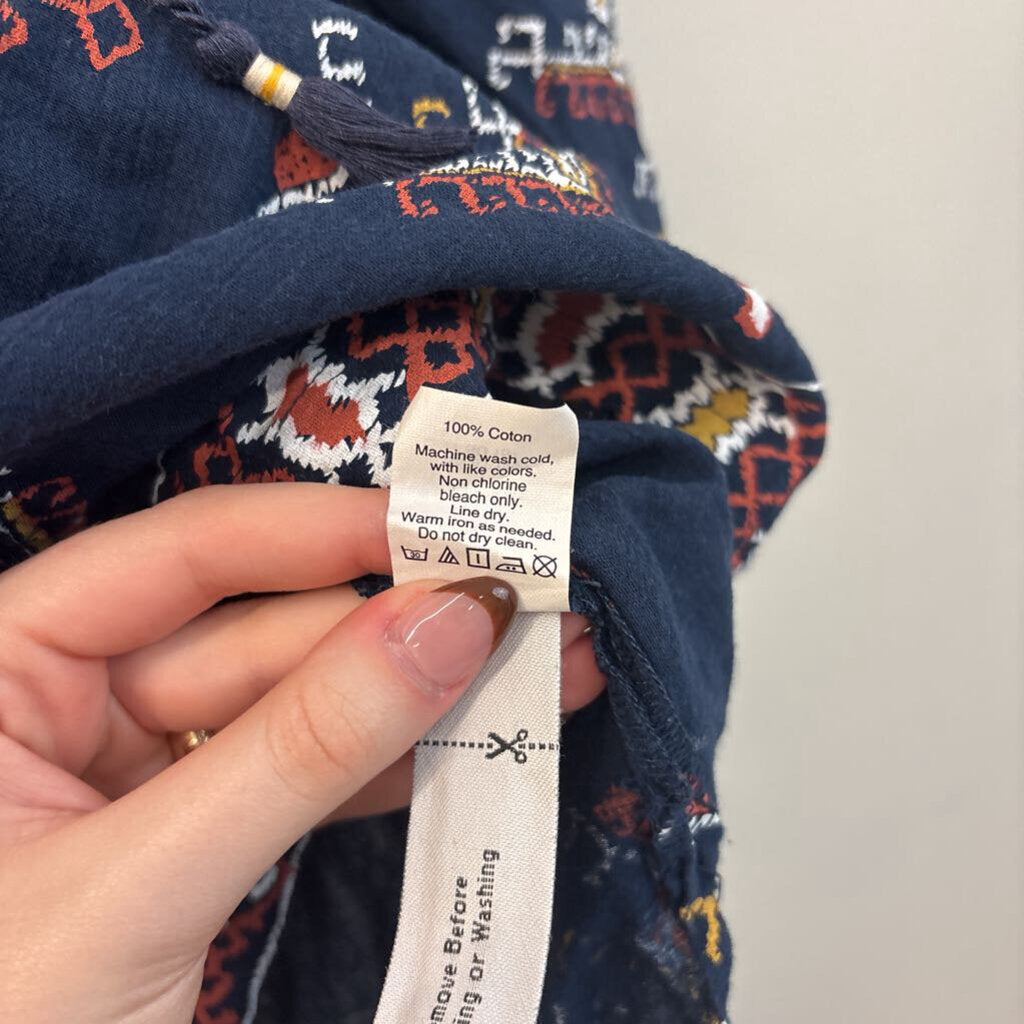 100% Coton
Machine wash cold,
with like colors.
Non chlorine
bleach only.
Line dry.
Warm iron as needed.
Do not dry clean.
30
move Before
ing or Washing